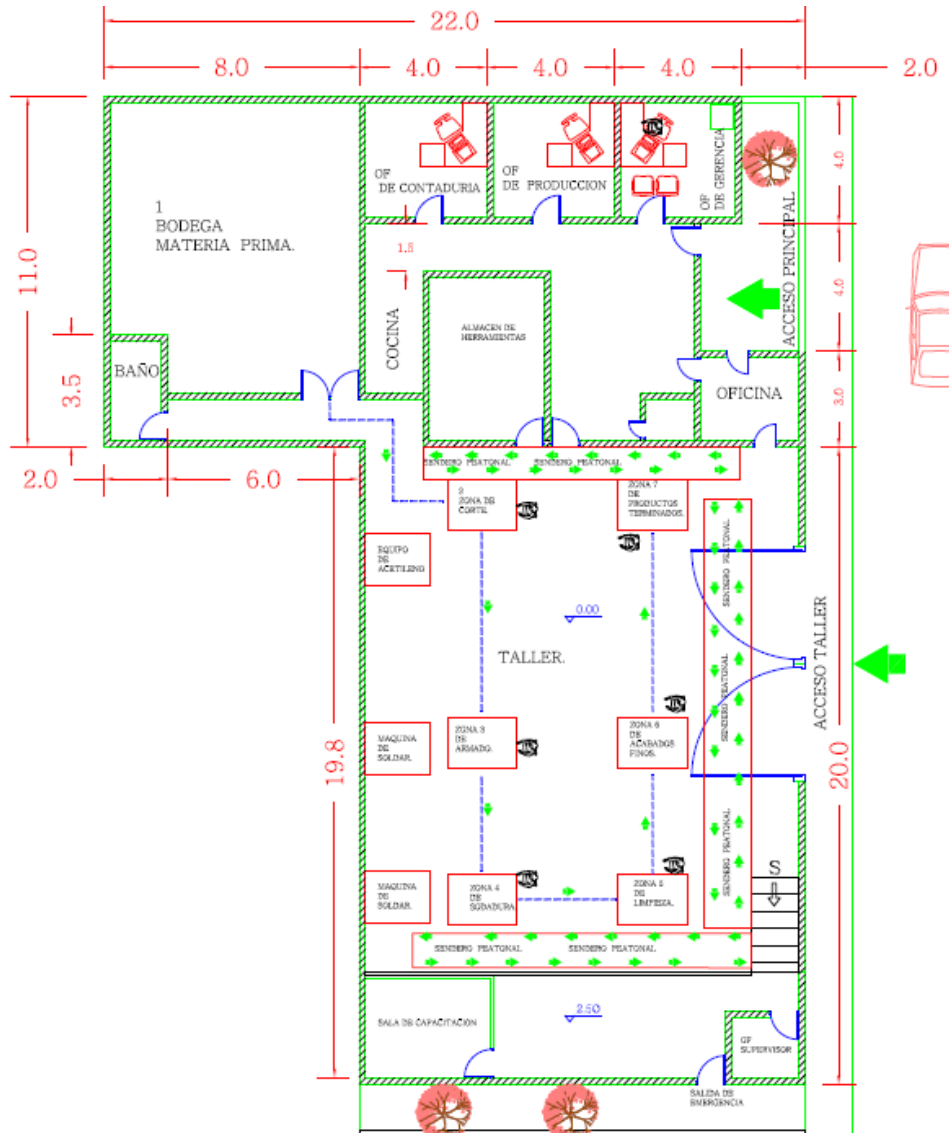 22.0
8.0
4.0
4.0
4.0
2.0
11.0
3.5
2.0
6.0
1
BODEGA
MATERIA PRIMA.
BAÑO
OF
DE CONTADURIA
OF
DE PRODUCCION
OF
DE GERENCIA
4.0
4.0
3.0
1.5
COCINA
ALMACEN DE
HERRAMIENTAS
ACCESO PRINCIPAL
OFICINA
SENDERO PEATONAL
SENDERO PEATONAL
2
ZONA DE
CORTE.
ZONA 7
DE
PRODUCTOS
TERMINADOS.
EQUIPO
DE
ACETILENO
SENDERO PEATONAL
0.00
TALLER.
ACCESO TALLER
SENDERO PEATONAL
MAQUINA
DE
SOLDAR.
ZONA 3
DE
ARMADO.
ZONA 6
DE
ACABADOS
FINOS.
19.8
20.0
SENDERO PEATONAL
S
MAQUINA
DE
SOLDAR.
ZONA 4
DE
SODADURA
ZONA 5
DE
LIMPIEZA.
SENDERO PEATONAL
SENDERO PEATONAL
SALA DE CAPACITACION
2.50
OF
SUPERVISOR
SALIDA DE
EMERGENCIA